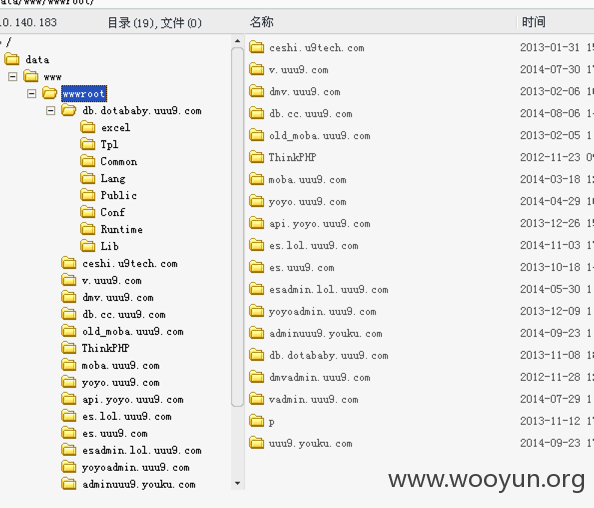 ata/www/wwwroot/
0.140.183 目录(19),文件(0)
/
data
www
wwwroot
db.dotababy.uuu9.com
excel
Tpl
Common
Lang
Public
Conf
Runtime
Lib
ceshi.u9tech.com
v.uuu9.com
dmv.uuu9.com
db.cc.uuu9.com
old_moba.uuu9.com
ThinkPHP
moba.uuu9.com
yoyo.uuu9.com
api.yoyo.uuu9.com
es.lol.uuu9.com
es.uuu9.com
esadmin.lol.uuu9.com
yoyoadmin.uuu9.com
adminuuu9.youku.com
名称 时间
ceshi.u9tech.com 2013-01-31 15
v.uuu9.com 2014-07-30 17
dmv.uuu9.com 2013-02-06 10
db.cc.uuu9.com 2014-08-06 1
old_moba.uuu9.com 2013-02-05 1
ThinkPHP 2012-11-23 09
moba.uuu9.com 2014-03-18 12
yoyo.uuu9.com 2014-04-29 10
api.yoyo.uuu9.com 2013-12-26 15
es.lol.uuu9.com 2014-11-03 17
es.uuu9.com 2013-10-18 14
esadmin.lol.uuu9.com 2014-05-30 1
yoyoadmin.uuu9.com 2013-12-09 1
adminuuu9.youku.com 2014-09-23 1
db.dotababy.uuu9.com 2013-11-08 18
dmvadmin.uuu9.com 2012-11-28 12
vadmin.uuu9.com 2014-07-29 1
p 2013-11-12 17
uuu9.youku.com 2014-09-23 17
www.wooyun.org